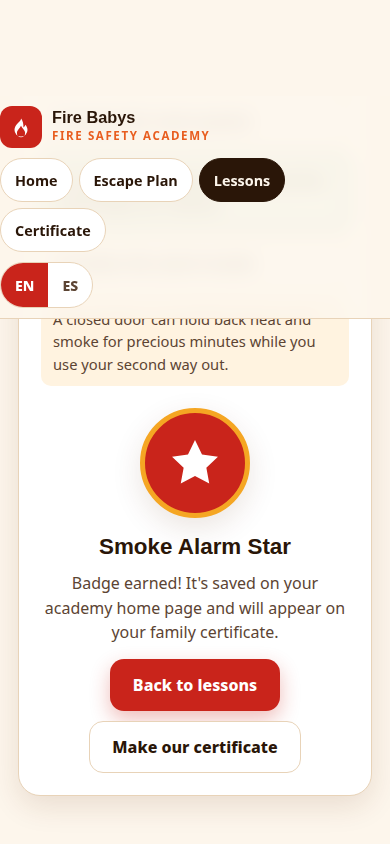 Fire Babys
FIRE SAFETY ACADEMY
Home
Escape Plan
Lessons
Certificate
EN
ES
A closed door can hold back heat and
smoke for precious minutes while you
use your second way out.
Smoke Alarm Star
Badge earned! It's saved on your
academy home page and will appear on
your family certificate.
Back to lessons
Make our certificate